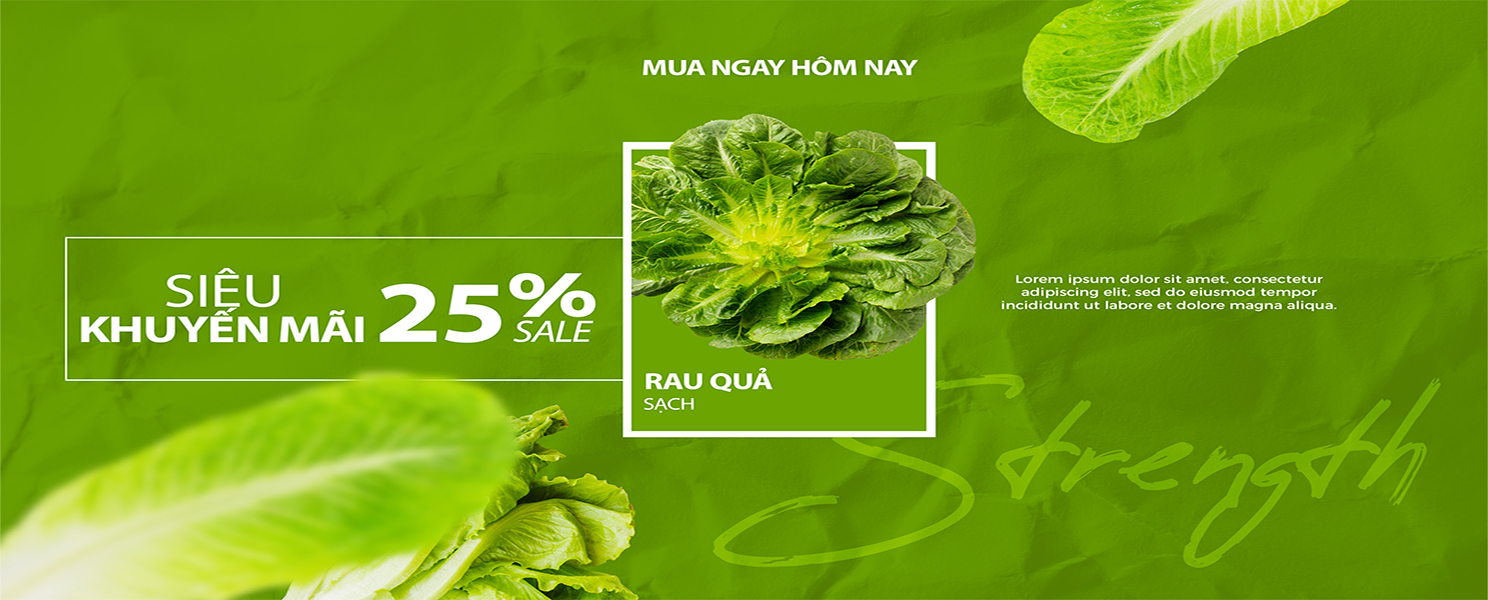 MUA NGAY HÔM NAY
SIÊU
KHUYẾN MÃI
25%
SALE
RAU QUẢ
SẠCH
Lorem ipsum dolor sit amet, consectetur
adipiscing elit, sed do eiusmod tempor
incididunt ut labore et dolore magna aliqua.
Strength